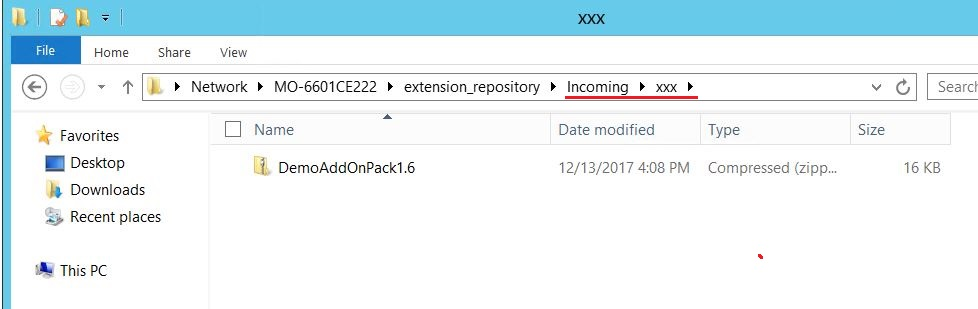 xxx
File Home Share View
Network MO-6601CE222 extension_repository Incoming xxx Search
Name Date modified Type Size
Favorites
DemoAddOnPack1.6 12/13/2017 4:08 PM Compressed (zipp... 16 KB
Desktop
Downloads
Recent places
This PC